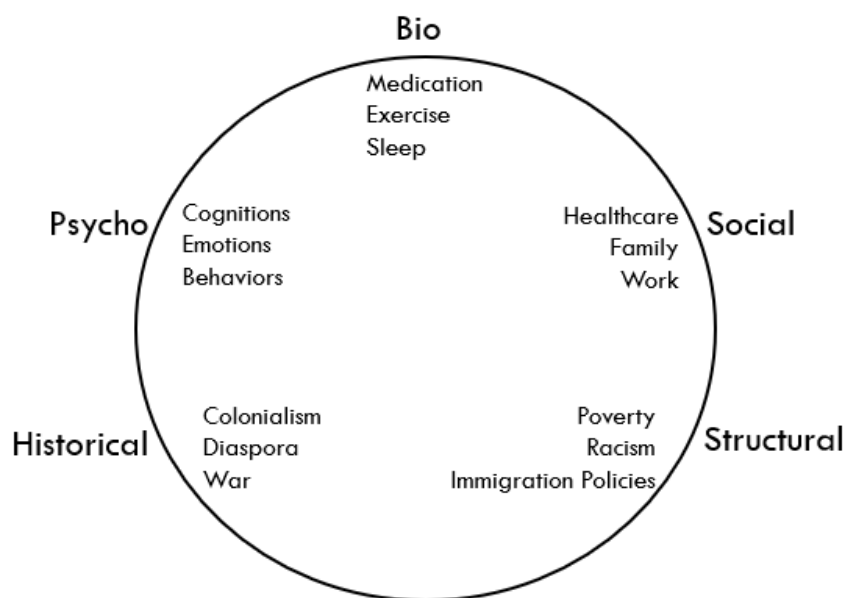 Bio
Medication
Exercise
Sleep
Psycho
Cognitions
Emotions
Behaviors
Healthcare
Family
Work
Social
Historical
Colonialism
Diaspora
War
Poverty
Racism
Immigration Policies
Structural